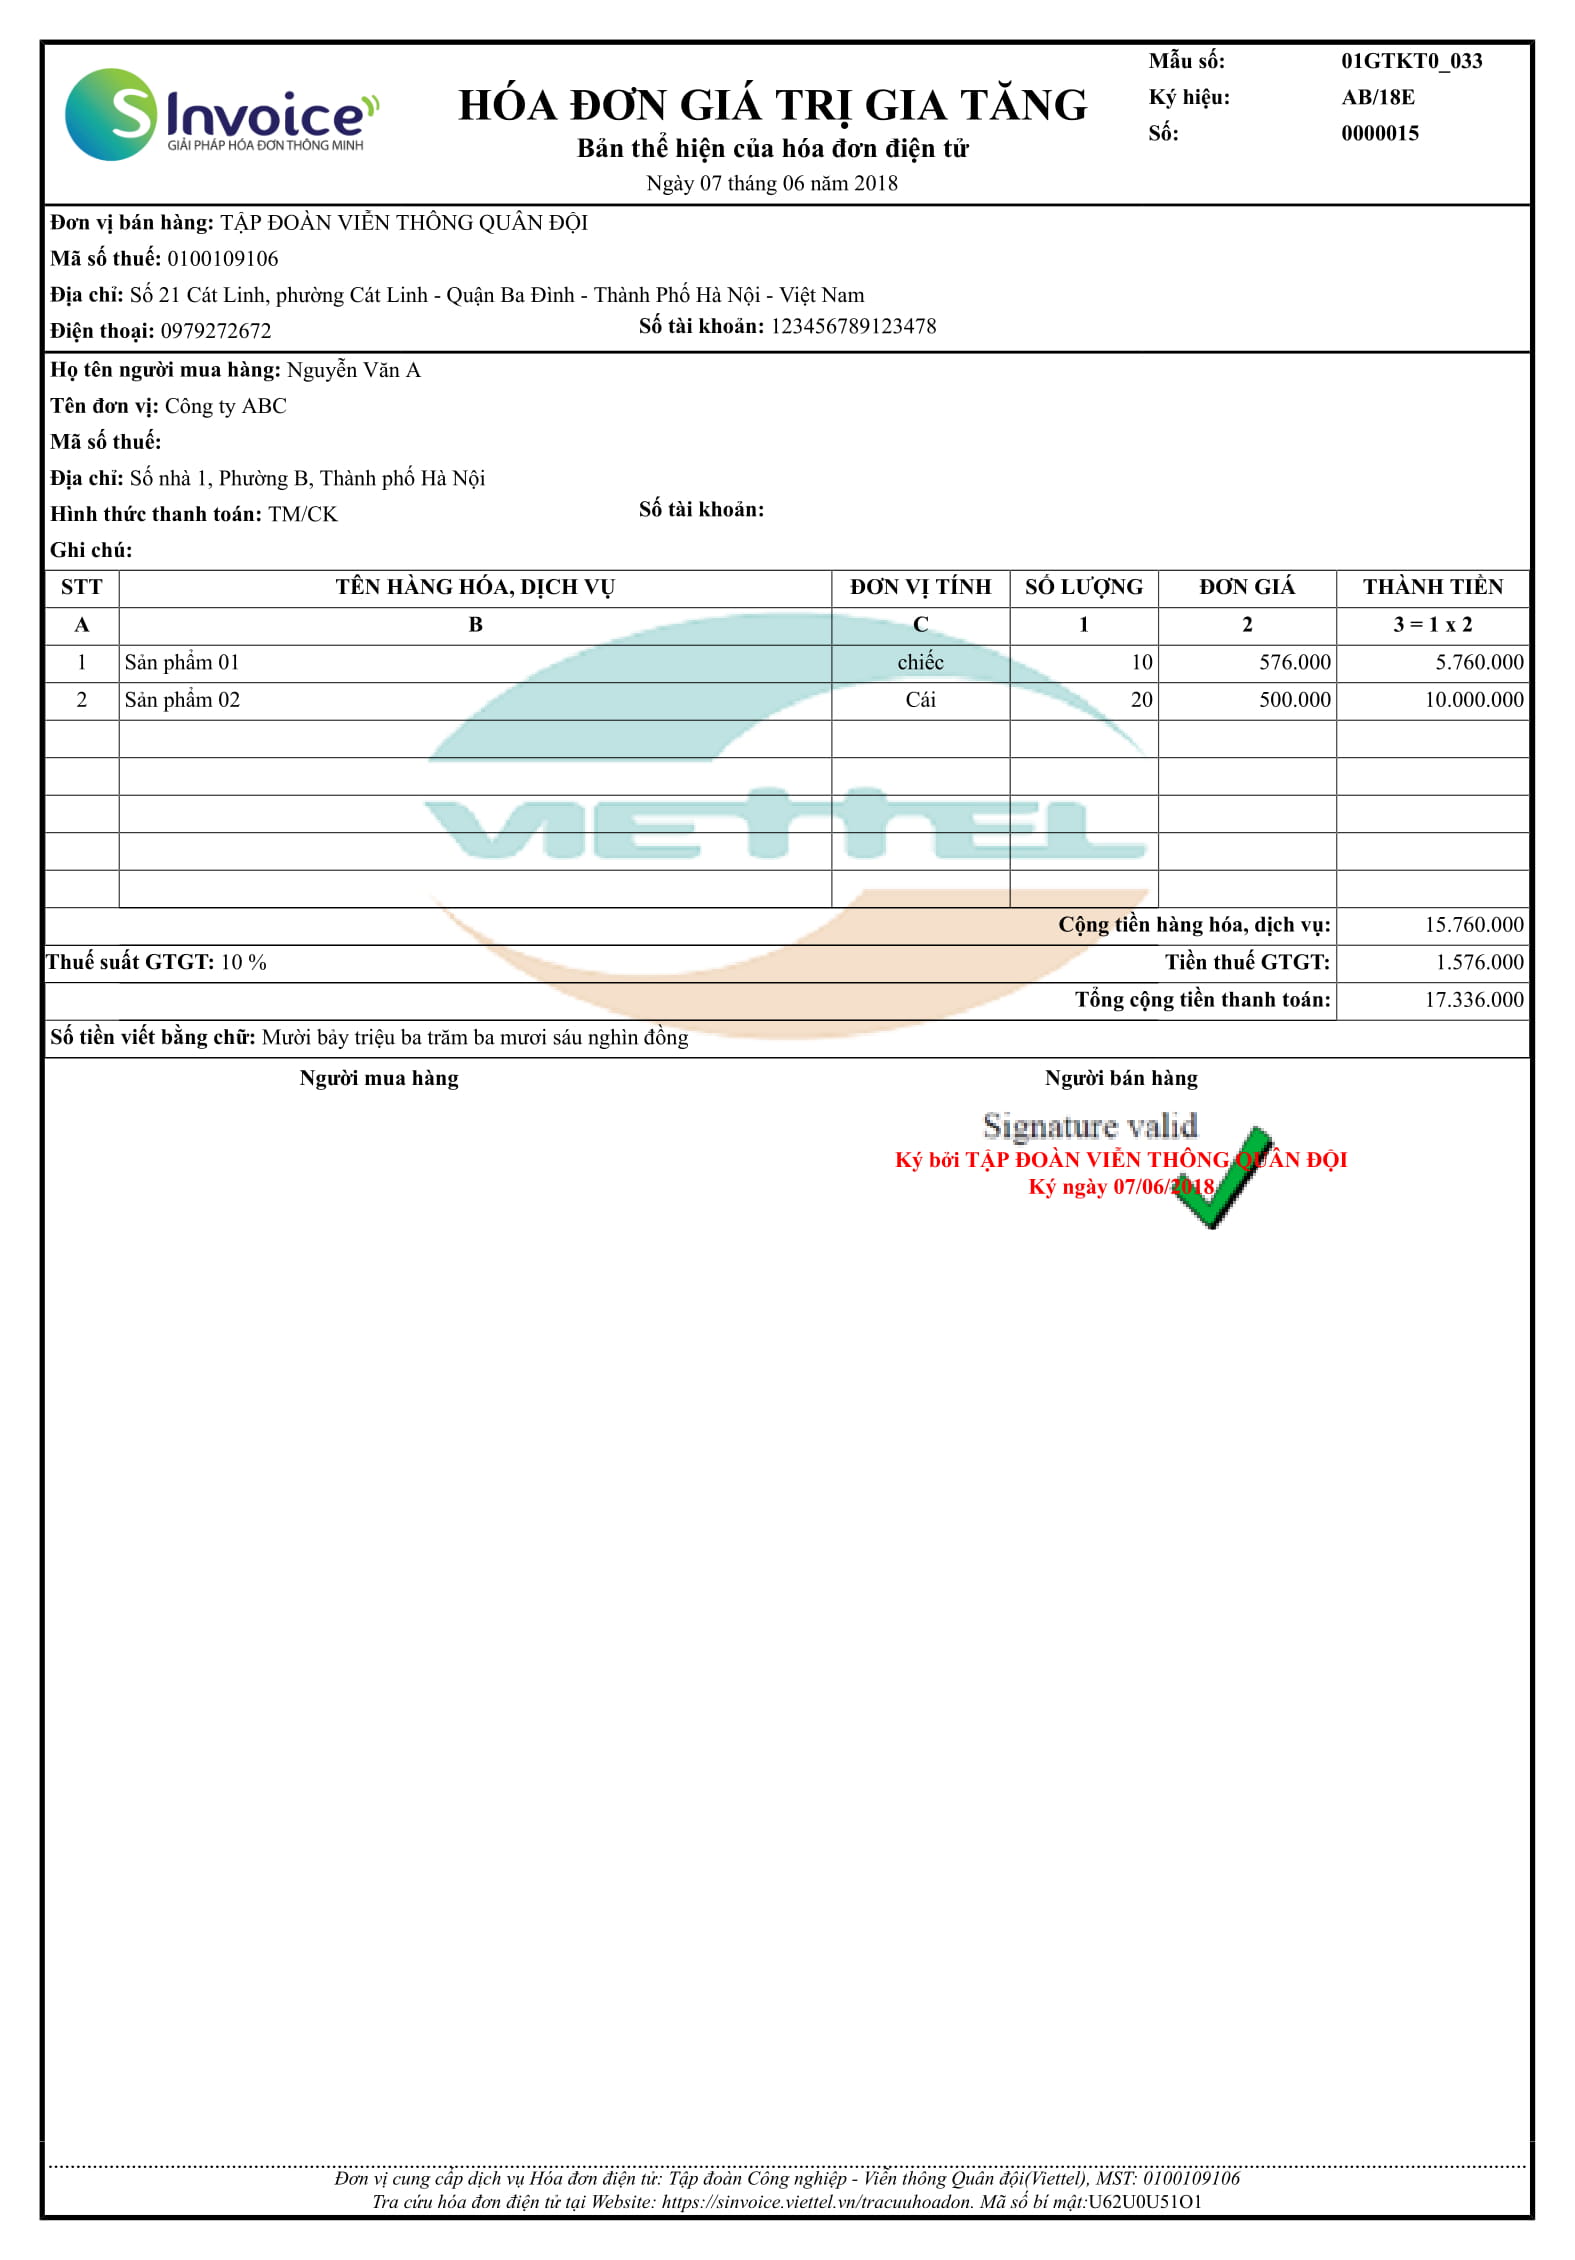 S Invoice
GIẢI PHÁP HÓA ĐƠN THÔNG MINH
HÓA ĐƠN GIÁ TRỊ GIA TĂNG
Bản thể hiện của hóa đơn điện tử
Ngày 07 tháng 06 năm 2018
Mẫu số: 01GTKT0_033
Ký hiệu: AB/18E
Số: 0000015
Đơn vị bán hàng: TẬP ĐOÀN VIỄN THÔNG QUÂN ĐỘI
Mã số thuế: 0100109106
Địa chỉ: Số 21 Cát Linh, phường Cát Linh - Quận Ba Đình - Thành Phố Hà Nội - Việt Nam
Điện thoại: 0979272672 Số tài khoản: 123456789123478
Họ tên người mua hàng: Nguyễn Văn A
Tên đơn vị: Công ty ABC
Mã số thuế:
Địa chỉ: Số nhà 1, Phường B, Thành phố Hà Nội
Hình thức thanh toán: TM/CK Số tài khoản:
Ghi chú:
STT TÊN HÀNG HÓA, DỊCH VỤ ĐƠN VỊ TÍNH SỐ LƯỢNG ĐƠN GIÁ THÀNH TIỀN
A B C 1 2 3 = 1 x 2
1 Sản phẩm 01 chiếc 10 576.000 5.760.000
2 Sản phẩm 02 Cái 20 500.000 10.000.000
VIETTEL
Cộng tiền hàng hóa, dịch vụ: 15.760.000
Thuế suất GTGT: 10 % Tiền thuế GTGT: 1.576.000
Tổng cộng tiền thanh toán: 17.336.000
Số tiền viết bằng chữ: Mười bảy triệu ba trăm ba mươi sáu nghìn đồng
Người mua hàng Người bán hàng
Signature valid
Ký bởi TẬP ĐOÀN VIỄN THÔNG QUÂN ĐỘI
Ký ngày 07/06/2018
Đơn vị cung cấp dịch vụ Hóa đơn điện tử: Tập đoàn Công nghiệp - Viễn thông Quân đội(Viettel), MST: 0100109106
Tra cứu hóa đơn điện tử tại Website: https://sinvoice.viettel.vn/tracuuhoadon. Mã số bí mật:U62U0U51O1